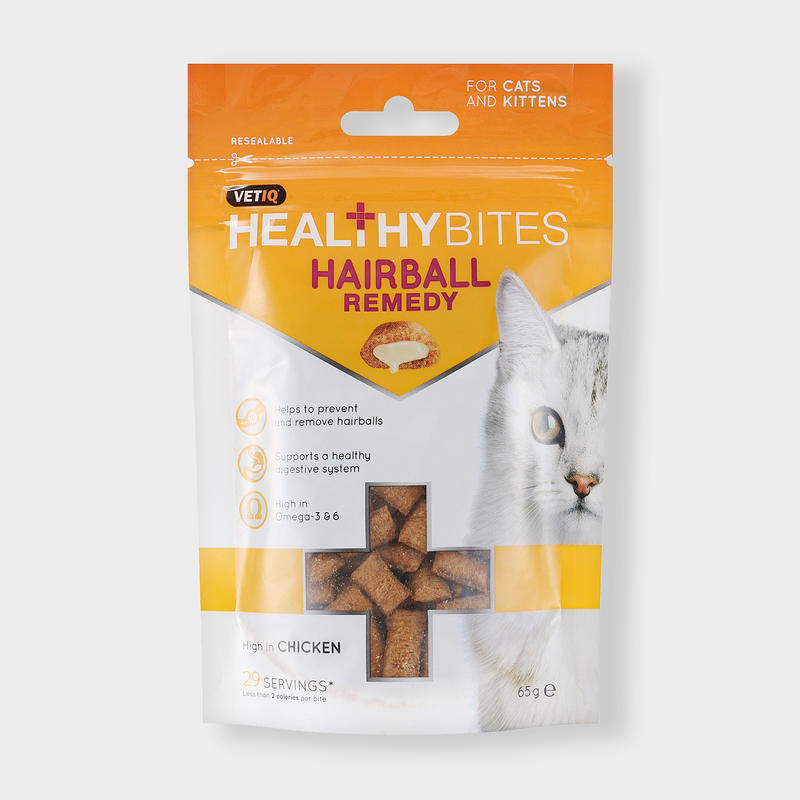 FOR CATS
AND KITTENS
RESEALABLE
VETIQ
HEALTHYBITES
HAIRBALL
REMEDY
Helps to prevent
and remove hairballs
Supports a healthy
digestive system
High in
Omega-3 & 6
High in CHICKEN
29 SERVINGS*
Less than 2 calories per bite
65g e